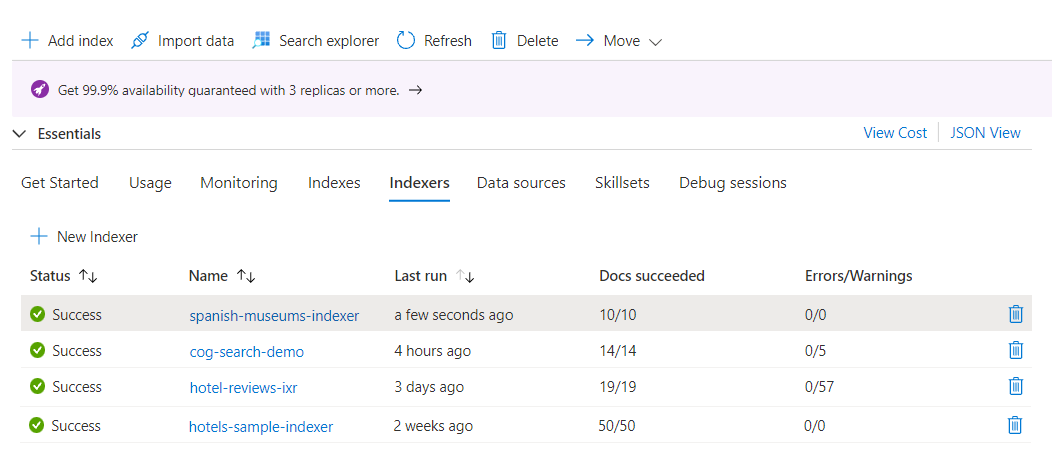 Add index Import data Search explorer Refresh Delete Move
Get 99.9% availability guaranteed with 3 replicas or more.
Essentials View Cost JSON View
Get Started Usage Monitoring Indexes Indexers Data sources Skillsets Debug sessions
New Indexer
Status Name Last run Docs succeeded Errors/Warnings
Success spanish-museums-indexer a few seconds ago 10/10 0/0
Success cog-search-demo 4 hours ago 14/14 0/5
Success hotel-reviews-ixr 3 days ago 19/19 0/57
Success hotels-sample-indexer 2 weeks ago 50/50 0/0